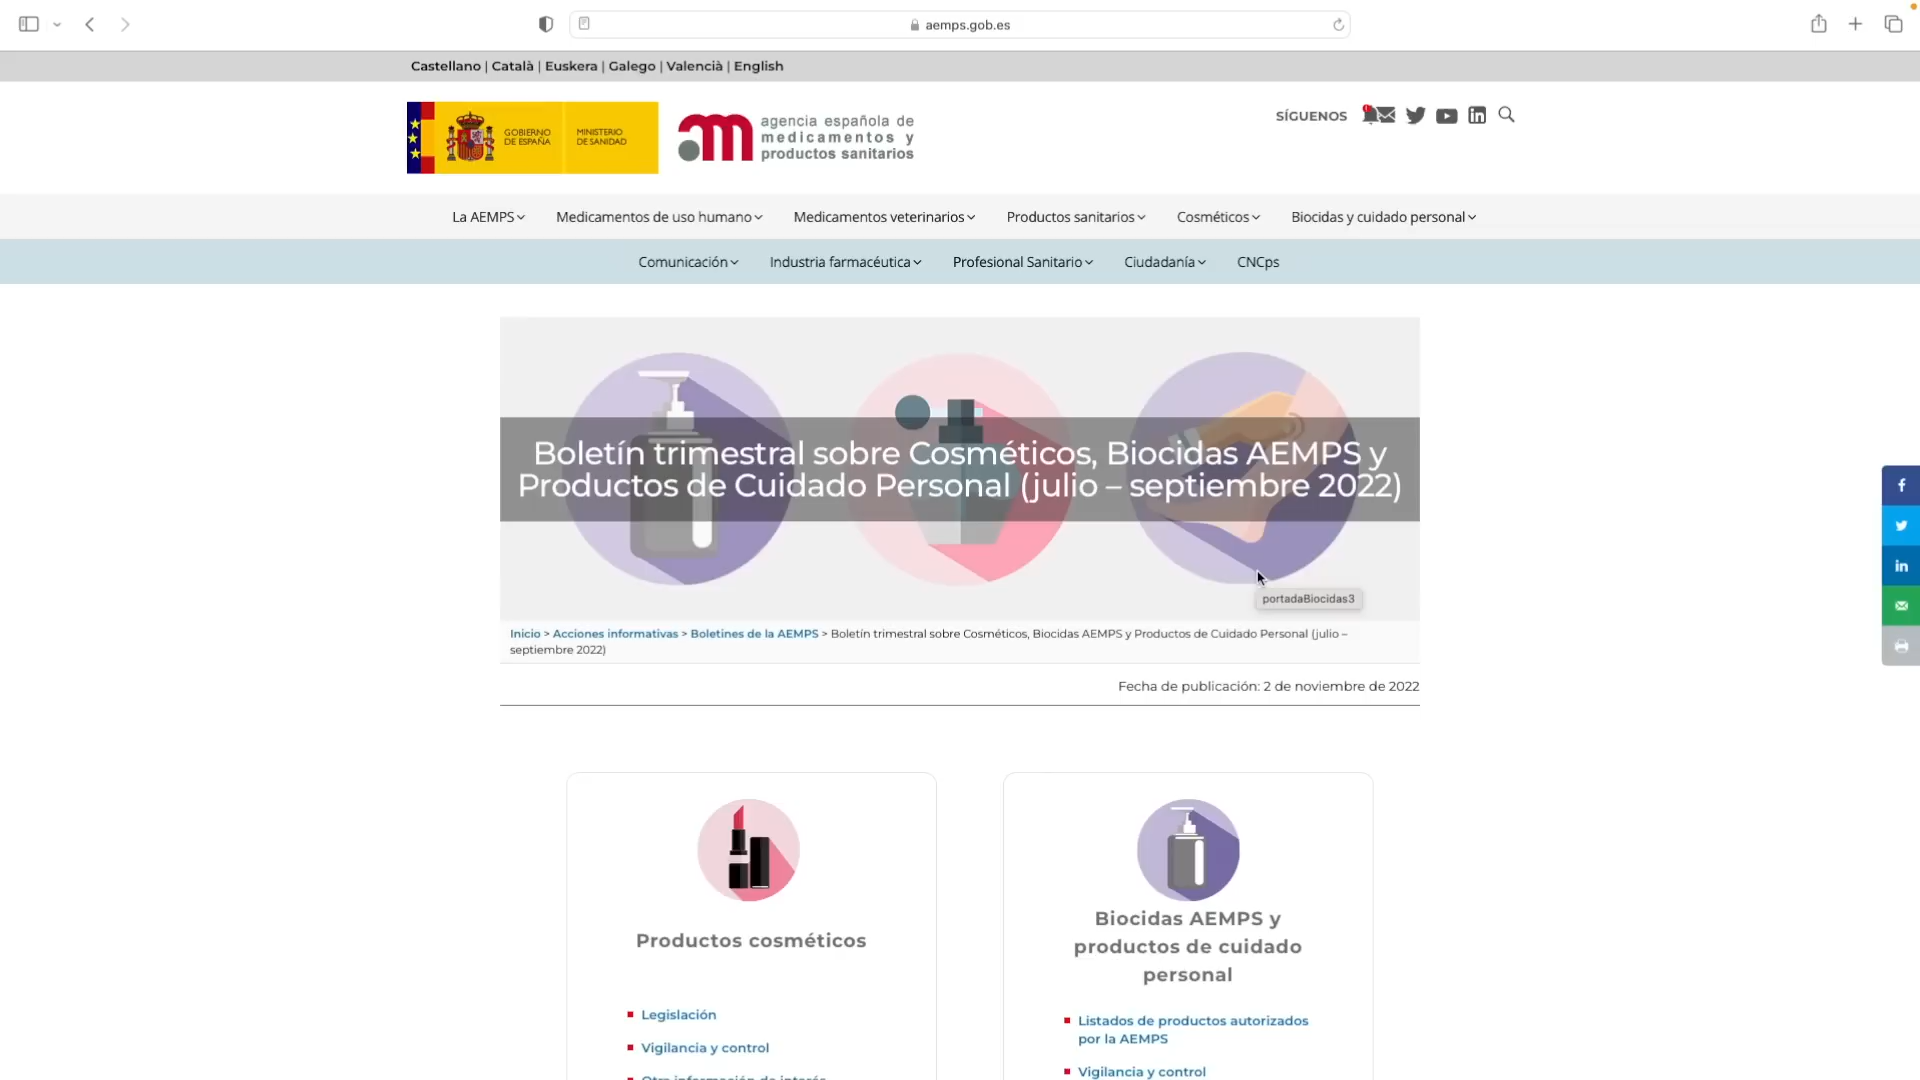 aemps.gob.es
Castellano | Català | Euskera | Galego | Valencià | English
GOBIERNO
DE ESPAÑA
MINISTERIO
DE SANIDAD
am
agencia española de
medicamentos y
productos sanitarios
SÍGUENOS
La AEMPS
Medicamentos de uso humano
Medicamentos veterinarios
Productos sanitarios
Cosméticos
Biocidas y cuidado personal
Comunicación
Industria farmacéutica
Profesional Sanitario
Ciudadanía
CNCps
Boletín trimestral sobre Cosméticos, Biocidas AEMPS y
Productos de Cuidado Personal (julio – septiembre 2022)
portadaBiocidas3
Inicio > Acciones informativas > Boletines de la AEMPS > Boletín trimestral sobre Cosméticos, Biocidas AEMPS y Productos de Cuidado Personal (julio –
septiembre 2022)
Fecha de publicación: 2 de noviembre de 2022
Productos cosméticos
Legislación
Vigilancia y control
Otra información de interés
Biocidas AEMPS y
productos de cuidado
personal
Listados de productos autorizados
por la AEMPS
Vigilancia y control